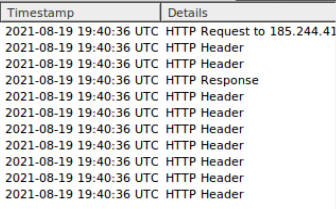 Timestamp Details
2021-08-19 19:40:36 UTC HTTP Request to 185.244.41
2021-08-19 19:40:36 UTC HTTP Header
2021-08-19 19:40:36 UTC HTTP Header
2021-08-19 19:40:36 UTC HTTP Response
2021-08-19 19:40:36 UTC HTTP Header
2021-08-19 19:40:36 UTC HTTP Header
2021-08-19 19:40:36 UTC HTTP Header
2021-08-19 19:40:36 UTC HTTP Header
2021-08-19 19:40:36 UTC HTTP Header
2021-08-19 19:40:36 UTC HTTP Header
2021-08-19 19:40:36 UTC HTTP Header